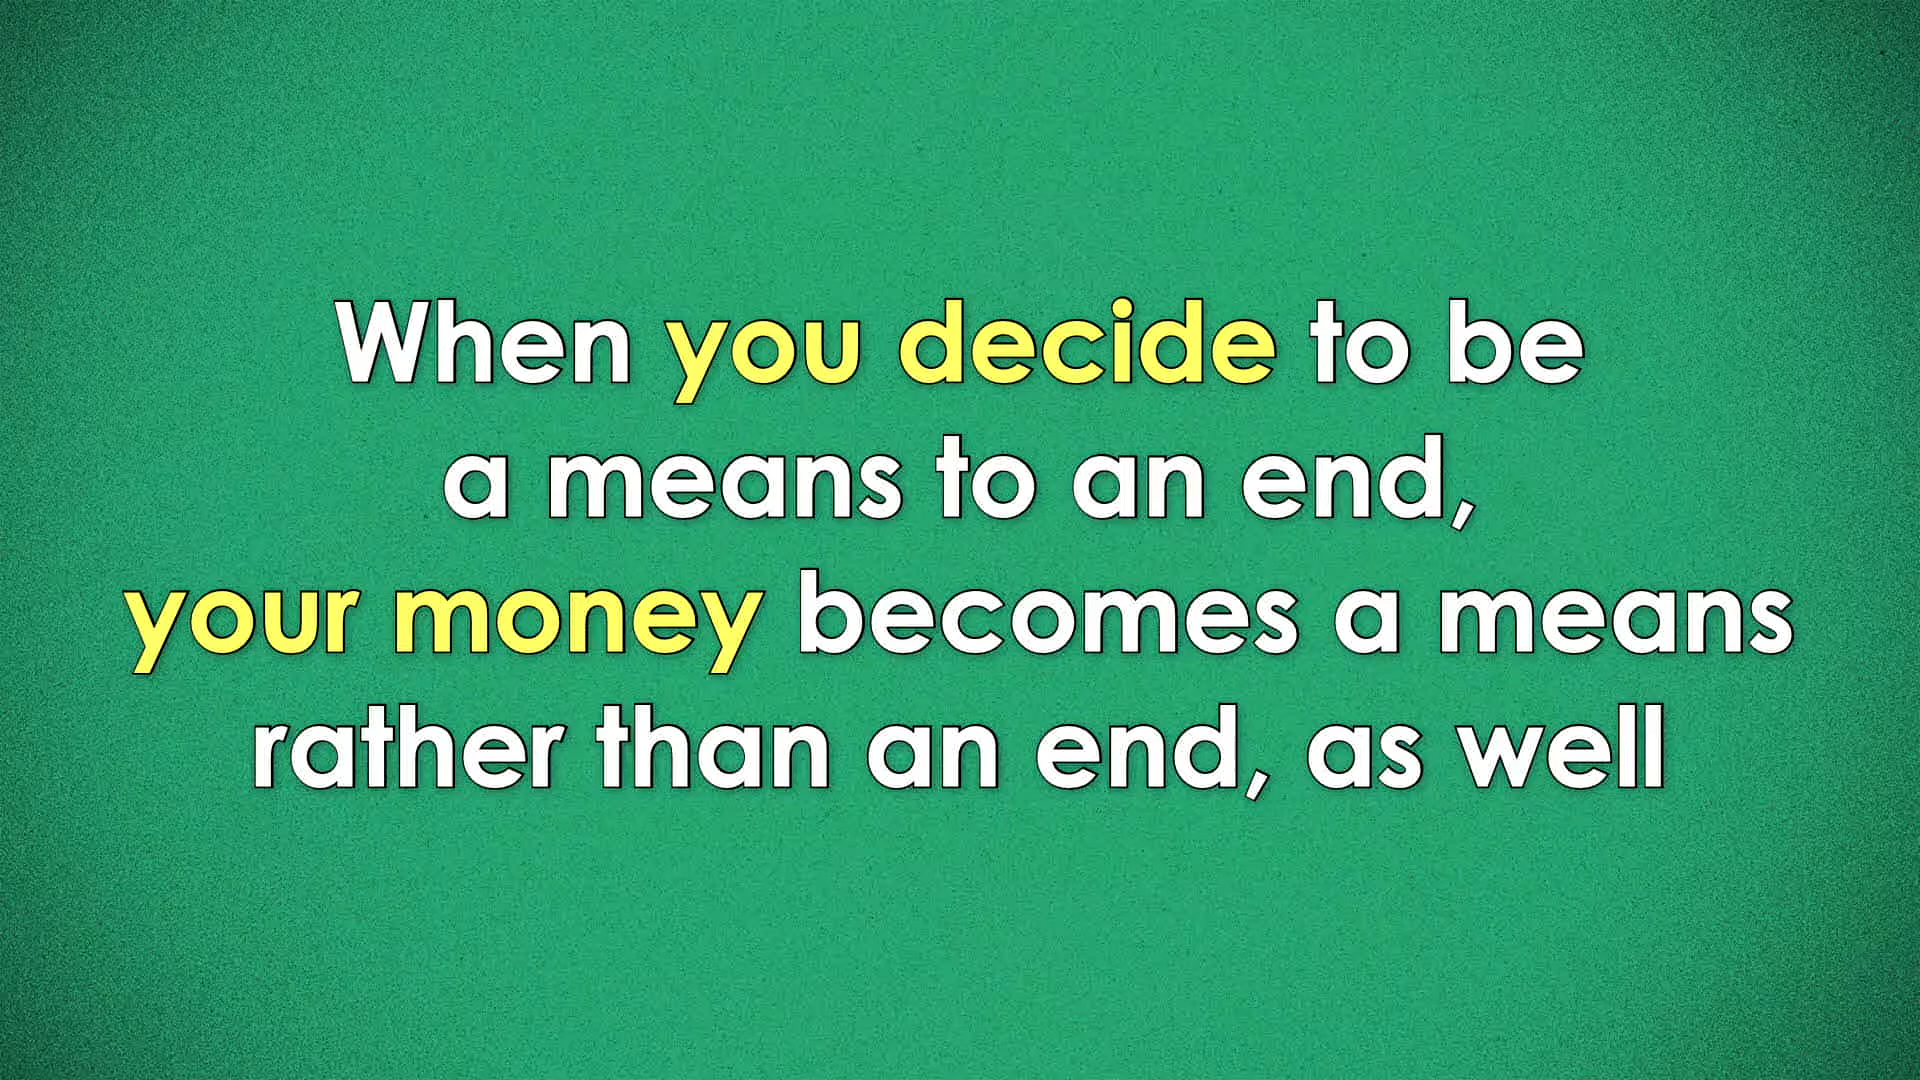 When you decide to be
a means to an end,
your money becomes a means
rather than an end, as well